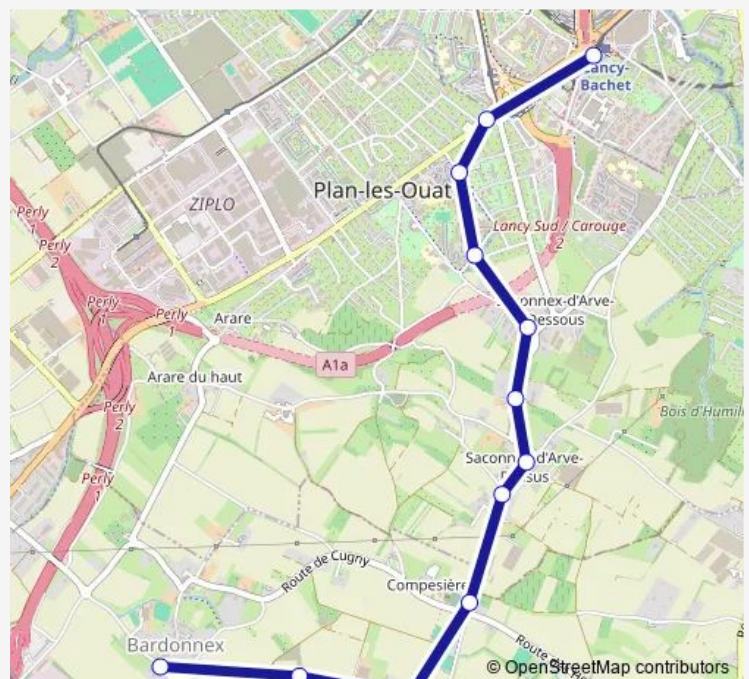 Lancy-
Bachet
ZIPLO
Plan-les-Ouat
Perly
1
Perly
2
Lancy Sud / Carouge
2
Perly
1
Perly
1
Arare
onnex-d'Arve-
Dessous
A1a
Arare du haut
Perly
2
Bois d'Humili
Saconn d'Arve-
sus
Perly
1
Route de Cugny
Compesière
Bardonnex
Route de
© OpenStreetMap contributors